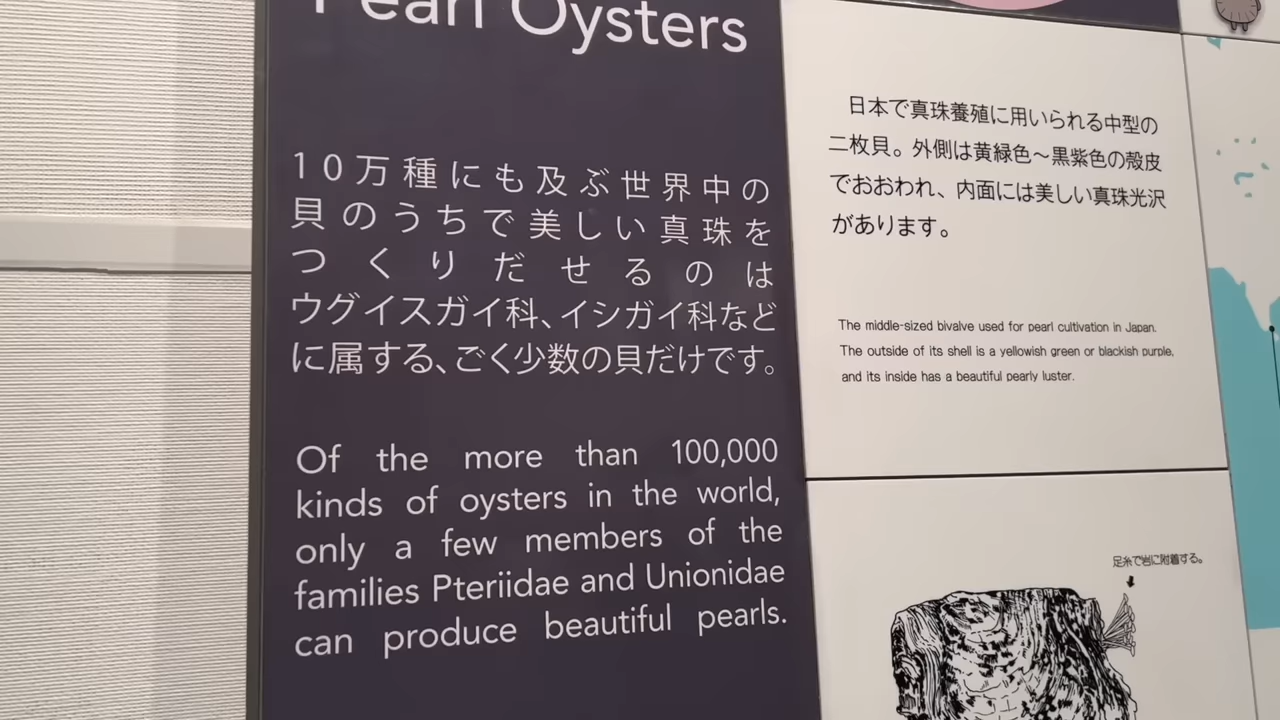 Pearl Oysters
10万種にも及ぶ世界中の
貝のうちで美しい真珠を
つくりだせるのは
ウグイスガイ科、イシガイ科など
に属する、ごく少数の貝だけです。
Of the more than 100,000
kinds of oysters in the world,
only a few members of the
families Pteriidae and Unionidae
can produce beautiful pearls.
日本で真珠養殖に用いられる中型の
二枚貝。外側は黄緑色～黒紫色の殻皮
でおおわれ、内面には美しい真珠光沢
があります。
The middle-sized bivalve used for pearl cultivation in Japan.
The outside of its shell is a yellowish green or blackish purple,
and its inside has a beautiful pearly luster.
足糸で岩に附着する。